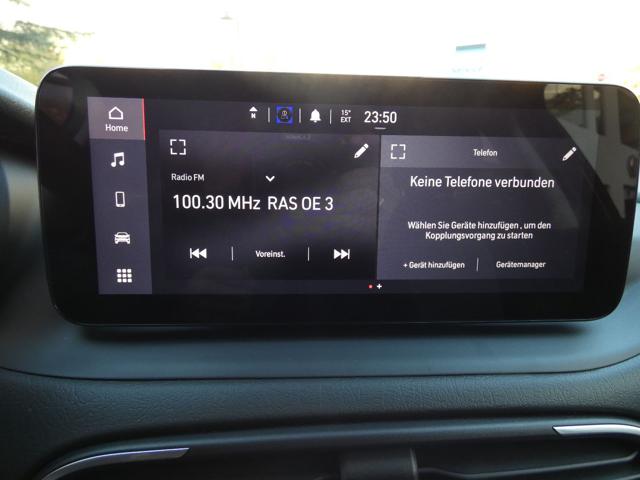 Home
N
15°
EXT
23:50
Radio FM
100.30 MHz RAS OE 3
Voreinst.
Telefon
Keine Telefone verbunden
Wählen Sie Geräte hinzufügen , um den
Kopplungsvorgang zu starten
+ Gerät hinzufügen
Gerätemanager